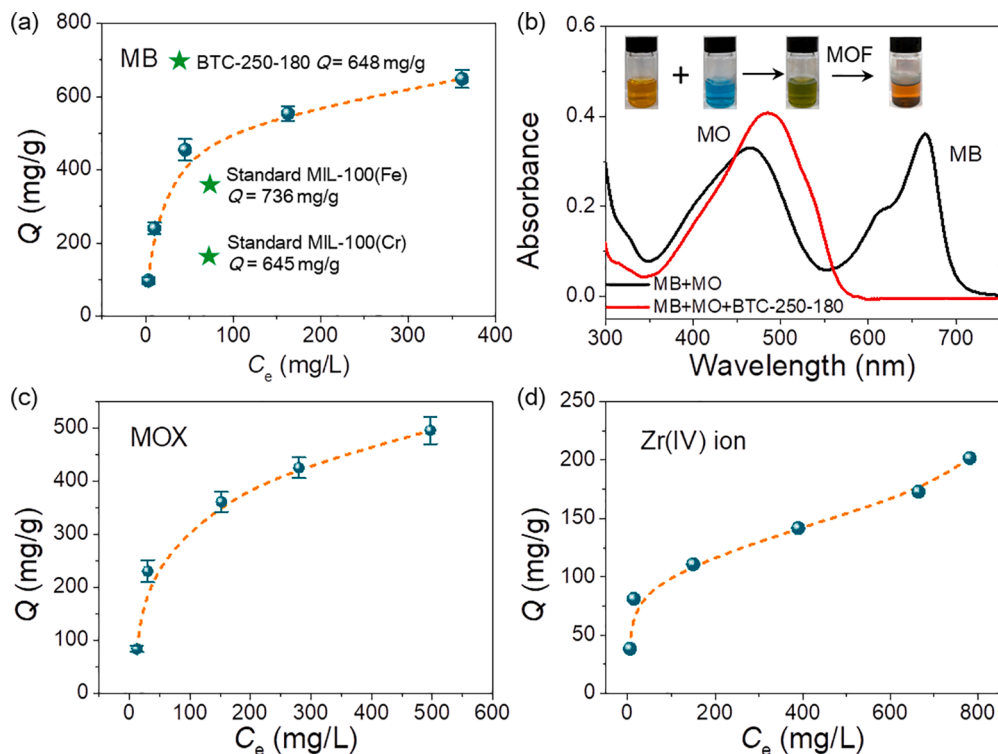 (a)
MB
BTC-250-180 Q= 648 mg/g
Standard MIL-100(Fe)
Q= 736 mg/g
Standard MIL-100(Cr)
Q= 645 mg/g
800
600
400
200
0
Q (mg/g)
0 100 200 300 400
Ce mg/L)
(b)
MOF
+
MO
MB
MB+MO
MB+MO+BTC-250-180
0.6
0.4
0.2
0.0
Absorbance
300 400 500 600 700
Wavelength (nm)
(c)
MOX
500
400
300
200
100
0
Q (mg/g)
0 100 200 300 400 500 600
Ce (mg/L)
(d)
Zr(IV) ion
250
200
150
100
50
0
Q (mg/g)
0 200 400 600 800
Ce (mg/L)